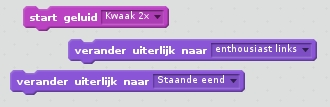 start geluid Kwaak 2x
verander uiterlijk naar enthousiast links
verander uiterlijk naar Staande eend